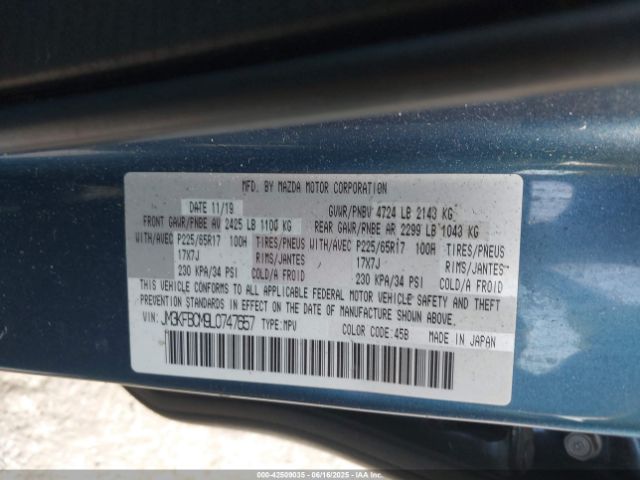 MFD. BY MAZDA MOTOR CORPORATION
DATE 11/19 GVWR/PNBV 4724 LB 2143 KG
FRONT GAWR/PNBE AV 2425 LB 1100 KG REAR GAWR/PNBE AR 2299 LB 1043 KG
WITH/AVEC P225/65R17 100H TIRES/PNEUS WITH/AVEC P225/65R17 100H TIRES/PNEUS
17X7J RIMS/JANTES 17X7J RIMS/JANTES
230 KPA/34 PSI COLD/A FROID 230 KPA/34 PSI COLD/A FROID
THIS VEHICLE CONFORMS TO ALL APPLICABLE FEDERAL MOTOR VEHICLE SAFETY AND THEFT
PREVENTION STANDARDS IN EFFECT ON THE DATE OF MANUFACTURE SHOWN ABOVE.
VIN: JM3KFBCM9L0747657 TYPE:MPV COLOR CODE:45B MADE IN JAPAN
000-42509035 - 06/16/2025 - IAAI.COM